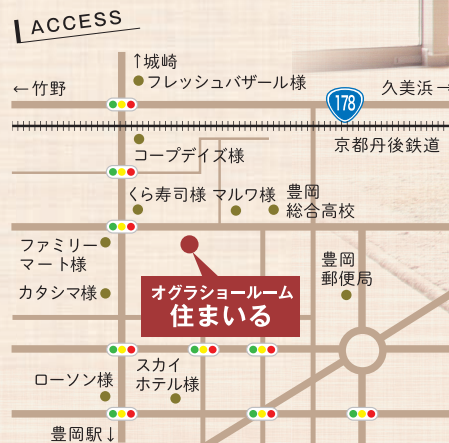 ACCESS
↑城崎
フレッシュバザール様
←竹野
久美浜→
178
京都丹後鉄道
コープデイズ様
くら寿司様
マルワ様
豊岡
総合高校
ファミリー
マート様
カタシマ様
オグラショールーム
住まいる
豊岡
郵便局
スカイ
ホテル様
ローソン様
豊岡駅↓